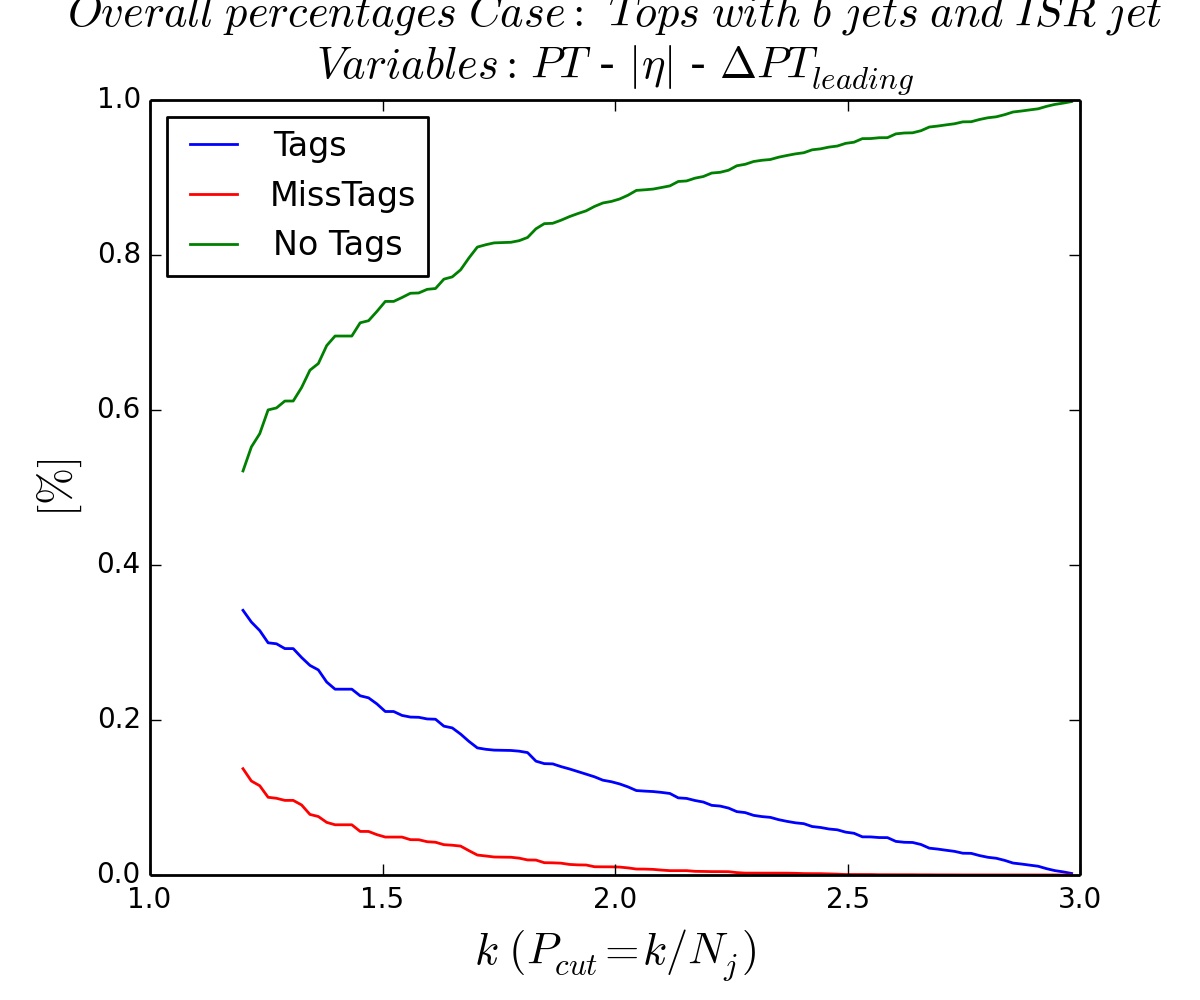 Overall percentages Case: Tops with b jets and ISR jet
Variables: PT - |η| - ΔPT_leading
1.0
0.8
0.6
0.4
0.2
0.0
[%]
Tags
MissTags
No Tags
1.0 1.5 2.0 2.5 3.0
k (P_cut = k/N_j)